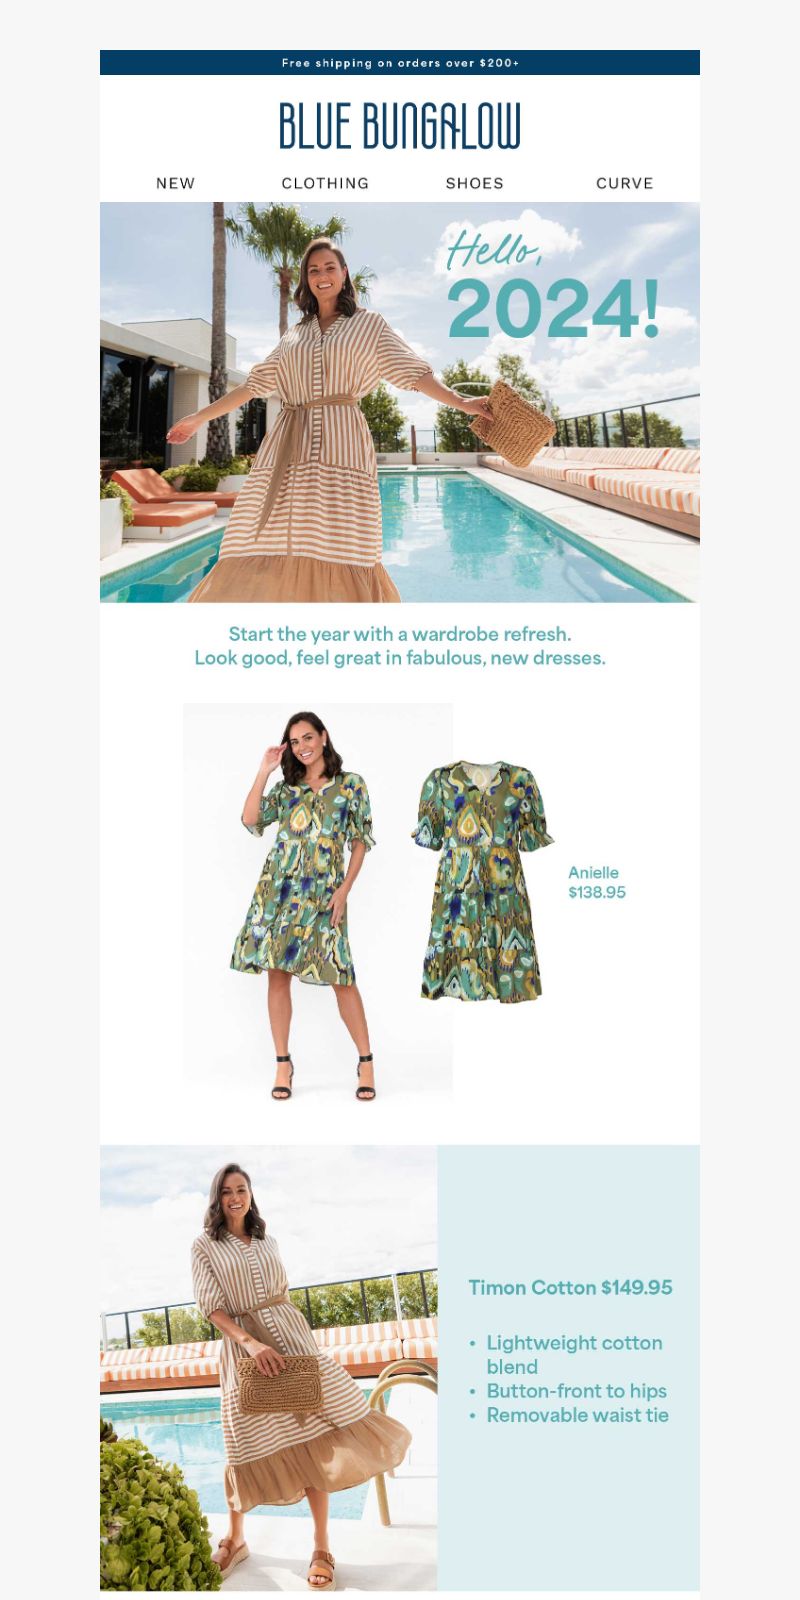 Free shipping on orders over $200+
BLUE BUNGALOW
NEW CLOTHING SHOES CURVE
Hello,
2024!
Start the year with a wardrobe refresh.
Look good, feel great in fabulous, new dresses.
Anielle
$138.95
Timon Cotton $149.95
• Lightweight cotton
blend
• Button-front to hips
• Removable waist tie